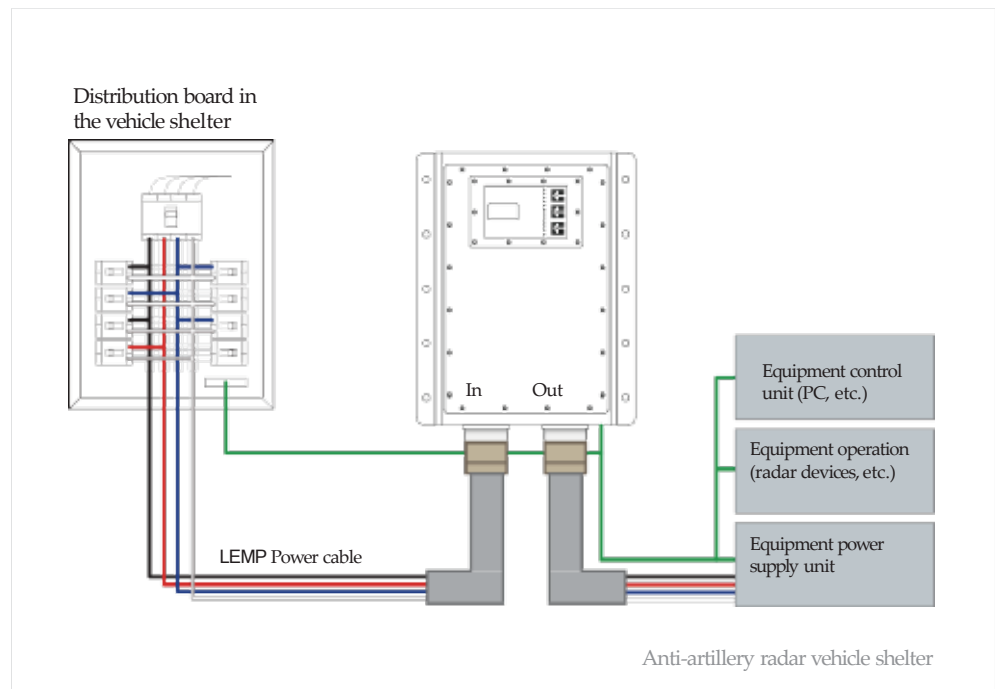 Distribution board in
the vehicle shelter
In
Out
Equipment control
unit (PC, etc.)
Equipment operation
(radar devices, etc.)
LEMP Power cable
Equipment power
supply unit
Anti-artillery radar vehicle shelter